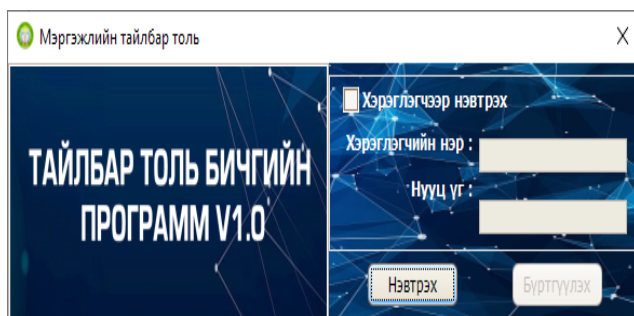 Мэргэжлийн тайлбар толь
ТАЙЛБАР ТОЛЬ БИЧГИЙН
ПРОГРАММ V1.0
Хэрэглэгчээр нэвтрэх
Хэрэглэгчийн нэр :
Нууц үг :
Нэвтрэх
Бүртгүүлэх